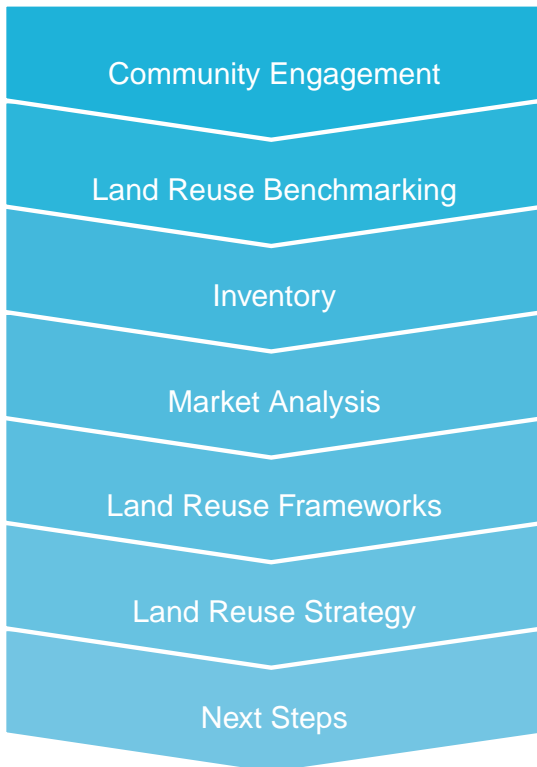 Community Engagement
Land Reuse Benchmarking
Inventory
Market Analysis
Land Reuse Frameworks
Land Reuse Strategy
Next Steps